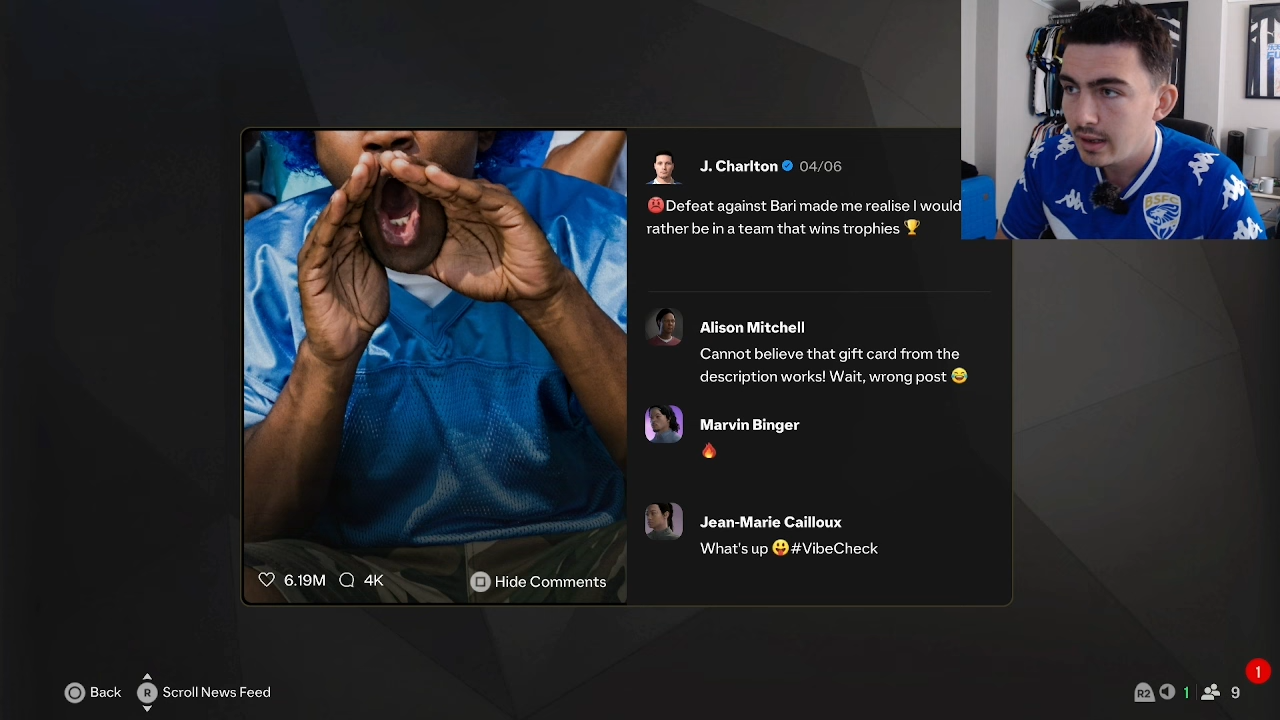 J. Charlton 04/06
😡Defeat against Bari made me realise I would
rather be in a team that wins trophies 🏆
Alison Mitchell
Cannot believe that gift card from the
description works! Wait, wrong post 😂
Marvin Binger
🔥
Jean-Marie Cailloux
What's up 😛#VibeCheck
6.19M 4K Hide Comments
Back R Scroll News Feed
R2 1 9
1
BSFC